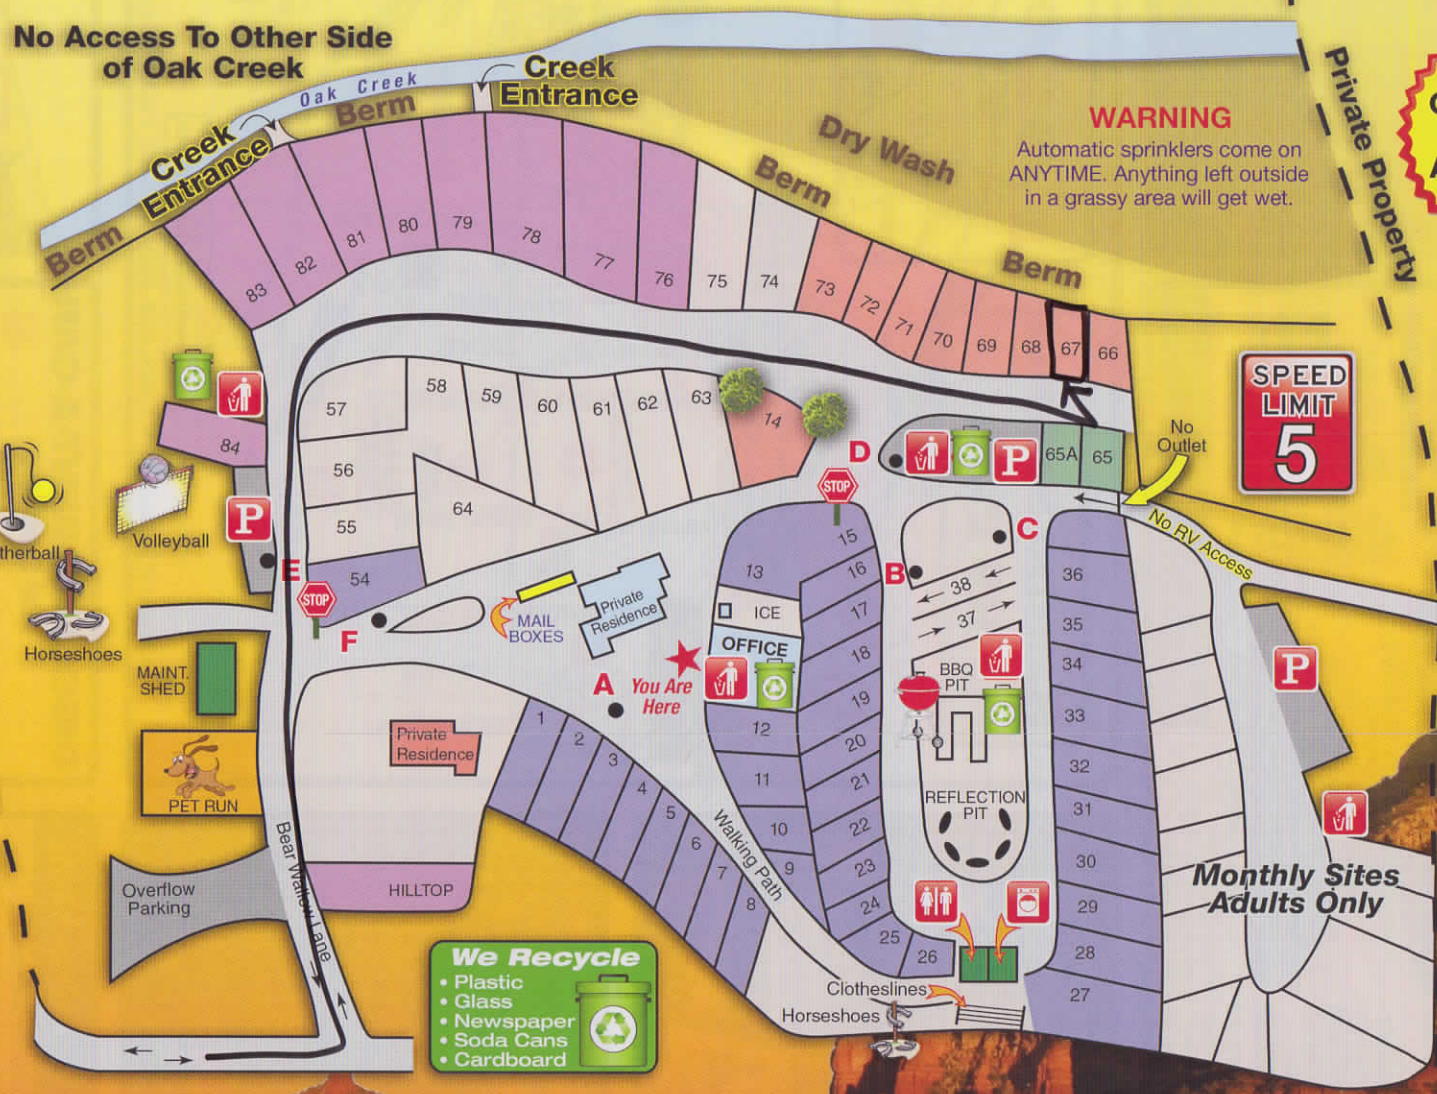 No Access To Other Side
of Oak Creek
Creek
Entrance
Oak Creek
Berm
Creek
Entrance
Berm
Dry Wash
Berm
Berm
WARNING
Automatic sprinklers come on
ANYTIME. Anything left outside
in a grassy area will get wet.
Private Property
83
82
81
80
79
78
77
76
75
74
73
72
71
70
69
68
67
66
SPEED
LIMIT
5
No
Outlet
No RV Access
57
58
59
60
61
62
63
14
84
56
55
64
54
D
P
65A
65
STOP
P
Volleyball
therball
Horseshoes
E
STOP
F
MAIL
BOXES
Private
Residence
13
ICE
OFFICE
A
You Are
Here
15
16
17
18
19
20
21
22
23
24
25
26
B
C
38
37
BBQ
PIT
REFLECTION
PIT
36
35
34
33
32
31
30
29
28
27
P
MAINT.
SHED
PET RUN
Private
Residence
HILLTOP
Overflow
Parking
Bear Wallow Lane
1
2
3
4
5
6
7
8
Walking Path
12
11
10
9
Monthly Sites
Adults Only
Clotheslines
Horseshoes
We Recycle
• Plastic
• Glass
• Newspaper
• Soda Cans
• Cardboard